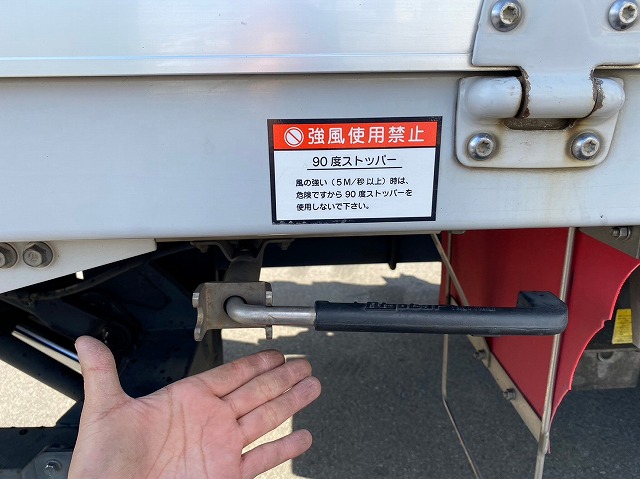 強風使用禁止
90度ストッパー
風の強い（5M/秒以上）時は、
危険ですから90度ストッパーを
使用しないで下さい。